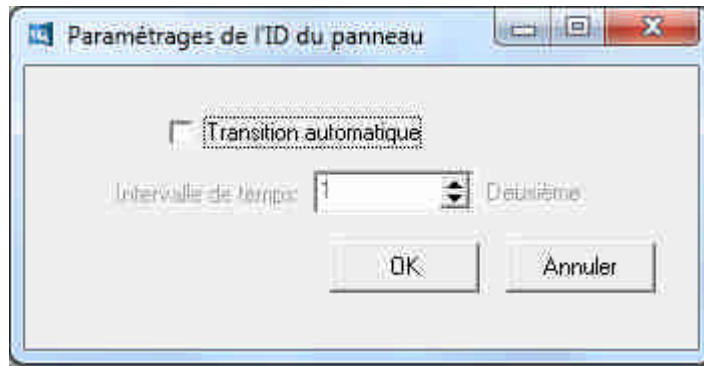 Paramétrages de l'ID du panneau
Transition automatique
Intervalle de temps: 1 Deuxième
OK Annuler